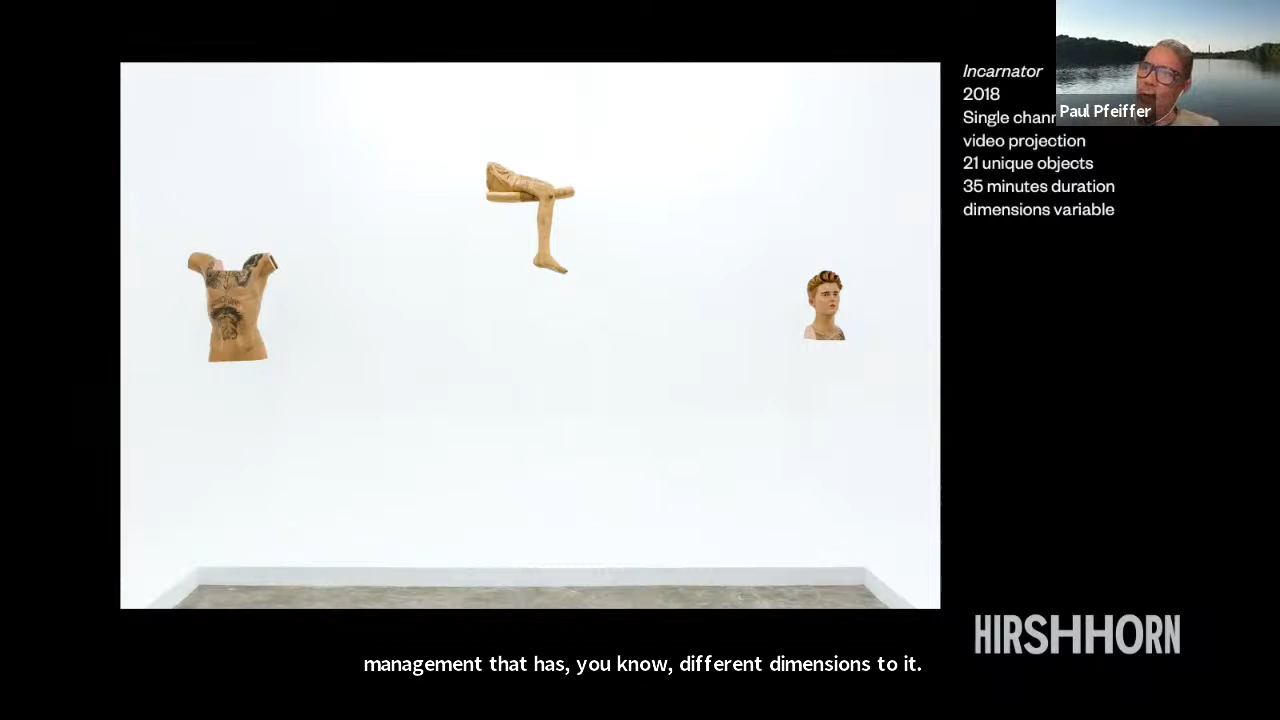 Incarnator
2018
Single chann
video projection
21 unique objects
35 minutes duration
dimensions variable
Paul Pfeiffer
HIRSHHORN
management that has, you know, different dimensions to it.